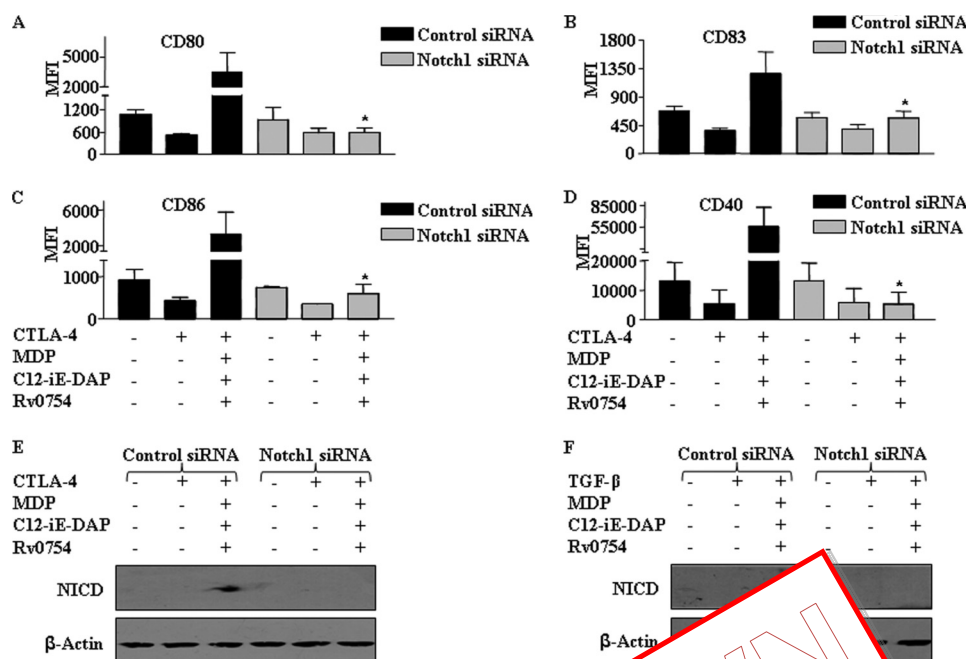 A
CD80
MFI
5000
2000
1200
600
0
*
Control siRNA
Notch1 siRNA
B
CD83
MFI
1800
1350
900
450
0
*
Control siRNA
Notch1 siRNA
C
CD86
MFI
6000
2000
1000
0
*
Control siRNA
Notch1 siRNA
CTLA-4 - + + - + +
MDP - - + - - +
C12-iE-DAP - - + - - +
Rv0754 - - + - - +
D
CD40
MFI
85000
55000
20000
10000
0
*
Control siRNA
Notch1 siRNA
CTLA-4 - + + - + +
MDP - - + - - +
C12-iE-DAP - - + - - +
Rv0754 - - + - - +
E
Control siRNA Notch1 siRNA
CTLA-4 - + + - + +
MDP - - + - - +
C12-iE-DAP - - + - - +
Rv0754 - - + - - +
NICD
β-Actin
F
Control siRNA Notch1 siRNA
TGF-β - + + - + +
MDP - - + - - +
C12-iE-DAP - - + - - +
Rv0754 - - + - - +
NICD
β-Actin